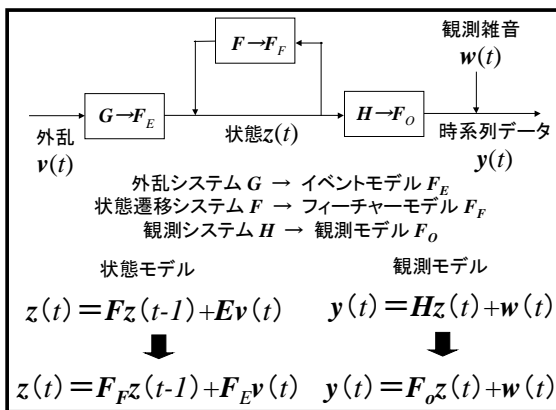 観測雑音
w(t)
F→F_F
G→F_E
H→F_O
外乱
v(t)
状態z(t)
時系列データ
y(t)
外乱システム G → イベントモデル F_E
状態遷移システム F → フィーチャーモデル F_F
観測システム H → 観測モデル F_O
状態モデル
観測モデル
z(t)=Fz(t-1)+Ev(t)
y(t)=Hz(t)+w(t)
z(t)=F_Fz(t-1)+F_Ev(t)
y(t)=F_oz(t)+w(t)